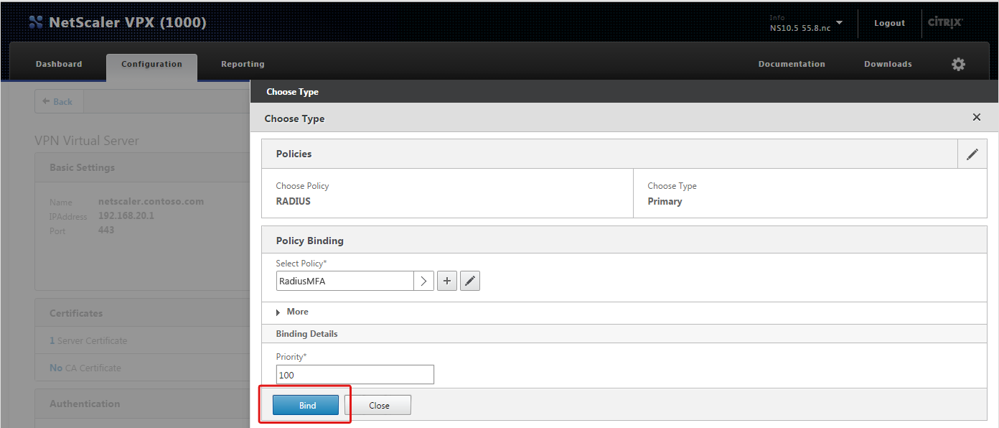 NetScaler VPX (1000)
Info
NS10.5 55.8.nc
Logout
CITRIX
Dashboard
Configuration
Reporting
Documentation
Downloads
Back
VPN Virtual Server
Basic Settings
Name netscaler.contoso.com
IPAddress 192.168.20.1
Port 443
Certificates
1 Server Certificate
No CA Certificate
Authentication
Choose Type
Choose Type
Policies
Choose Policy
RADIUS
Choose Type
Primary
Policy Binding
Select Policy*
RadiusMFA
More
Binding Details
Priority*
100
Bind
Close